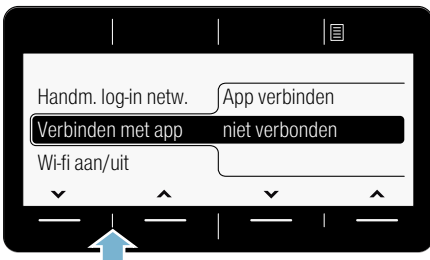 Handm. log-in netw.
App verbinden
Verbinden met app
niet verbonden
Wi-fi aan/uit